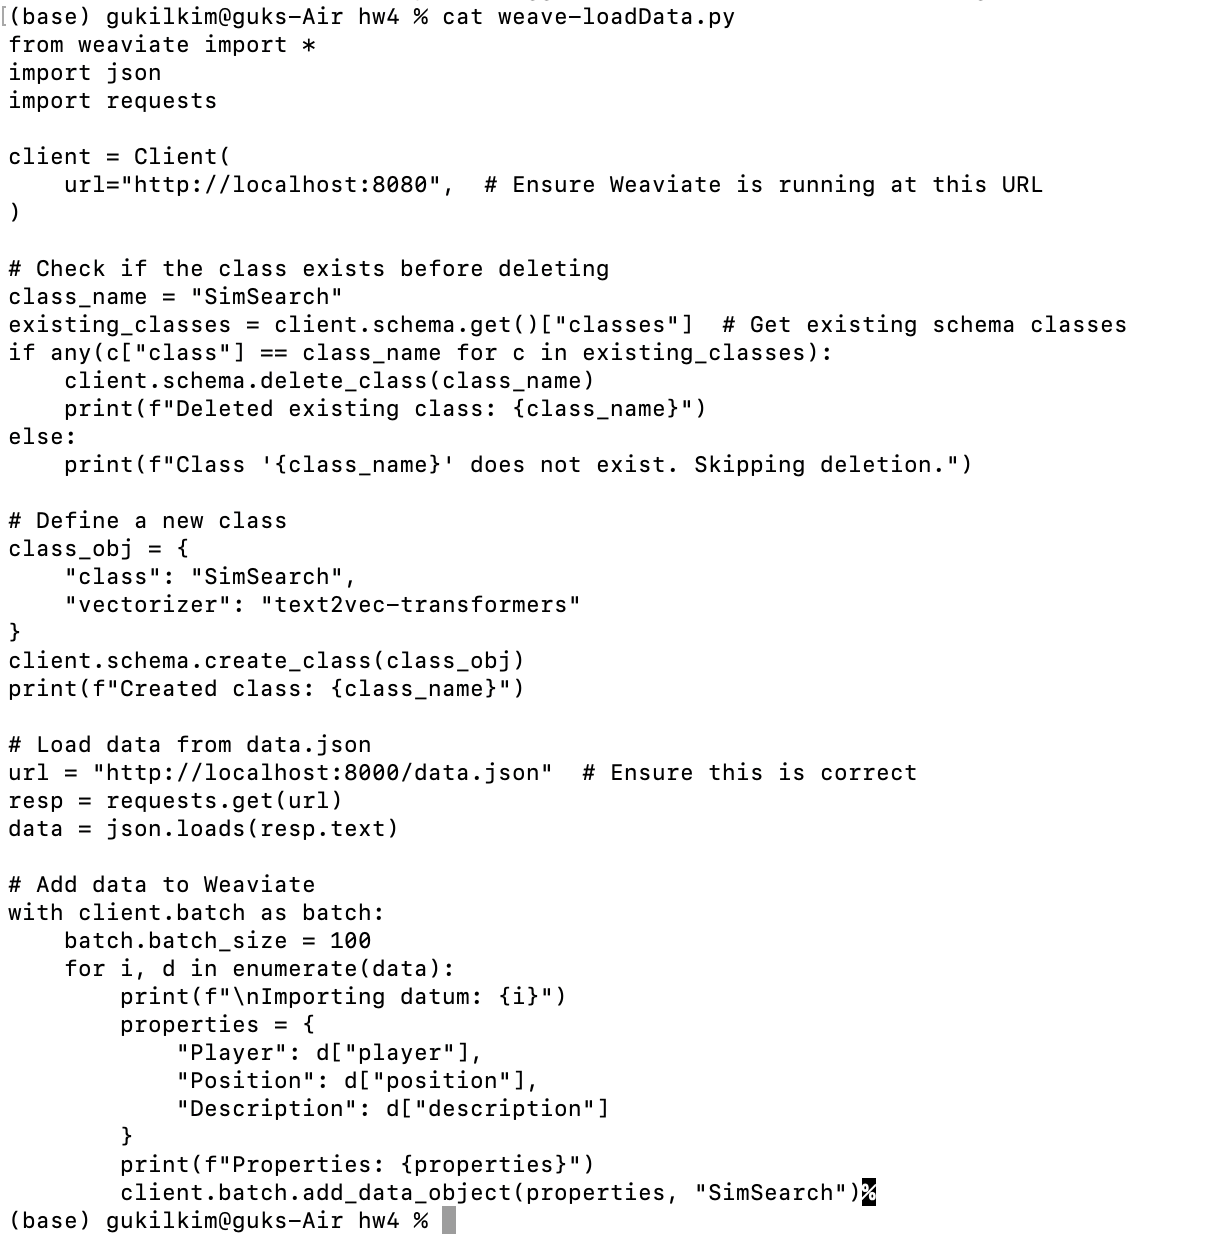 [(base) gukilkim@guks-Air hw4 % cat weave-loadData.py
from weaviate import *
import json
import requests

client = Client(
    url="http://localhost:8080",  # Ensure Weaviate is running at this URL
)

# Check if the class exists before deleting
class_name = "SimSearch"
existing_classes = client.schema.get()["classes"]  # Get existing schema classes
if any(c["class"] == class_name for c in existing_classes):
    client.schema.delete_class(class_name)
    print(f"Deleted existing class: {class_name}")
else:
    print(f"Class '{class_name}' does not exist. Skipping deletion.")

# Define a new class
class_obj = {
    "class": "SimSearch",
    "vectorizer": "text2vec-transformers"
}
client.schema.create_class(class_obj)
print(f"Created class: {class_name}")

# Load data from data.json
url = "http://localhost:8000/data.json"  # Ensure this is correct
resp = requests.get(url)
data = json.loads(resp.text)

# Add data to Weaviate
with client.batch as batch:
    batch.batch_size = 100
    for i, d in enumerate(data):
        print(f"\nImporting datum: {i}")
        properties = {
            "Player": d["player"],
            "Position": d["position"],
            "Description": d["description"]
        }
        print(f"Properties: {properties}")
        client.batch.add_data_object(properties, "SimSearch")%
(base) gukilkim@guks-Air hw4 %